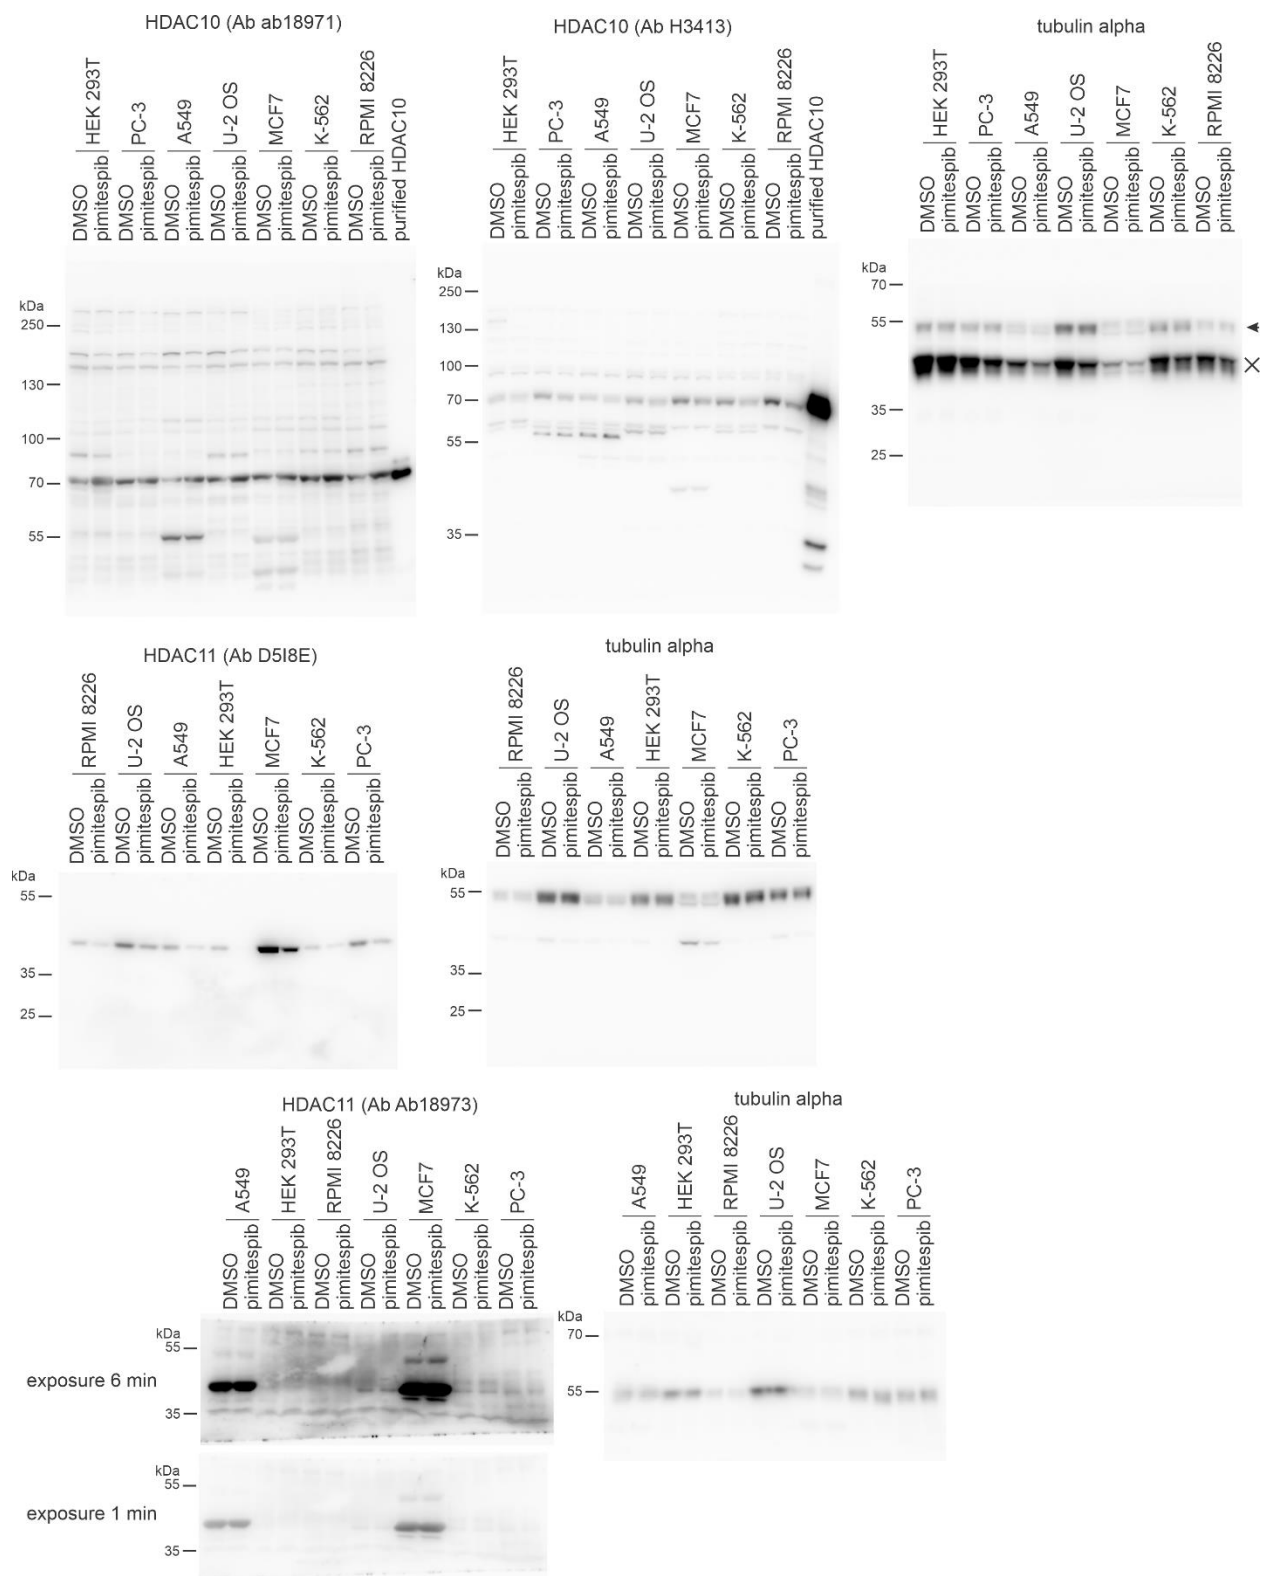 HDAC10 (Ab ab18971)
HEK 293T
PC-3
A549
U-2 OS
MCF7
K-562
RPMI 8226
DMSO
pimitespib
DMSO
pimitespib
DMSO
pimitespib
DMSO
pimitespib
DMSO
pimitespib
DMSO
pimitespib
DMSO
pimitespib
purified HDAC10
kDa
250
130
100
70
55
HDAC10 (Ab H3413)
HEK 293T
PC-3
A549
U-2 OS
MCF7
K-562
RPMI 8226
DMSO
pimitespib
DMSO
pimitespib
DMSO
pimitespib
DMSO
pimitespib
DMSO
pimitespib
DMSO
pimitespib
DMSO
pimitespib
purified HDAC10
kDa
250
130
100
70
55
35
tubulin alpha
HEK 293T
PC-3
A549
U-2 OS
MCF7
K-562
RPMI 8226
DMSO
pimitespib
DMSO
pimitespib
DMSO
pimitespib
DMSO
pimitespib
DMSO
pimitespib
DMSO
pimitespib
DMSO
pimitespib
kDa
70
55
35
25
HDAC11 (Ab D5I8E)
RPMI 8226
U-2 OS
A549
HEK 293T
MCF7
K-562
PC-3
DMSO
pimitespib
DMSO
pimitespib
DMSO
pimitespib
DMSO
pimitespib
DMSO
pimitespib
DMSO
pimitespib
DMSO
pimitespib
kDa
55
35
25
tubulin alpha
RPMI 8226
U-2 OS
A549
HEK 293T
MCF7
K-562
PC-3
DMSO
pimitespib
DMSO
pimitespib
DMSO
pimitespib
DMSO
pimitespib
DMSO
pimitespib
DMSO
pimitespib
DMSO
pimitespib
kDa
55
35
25
HDAC11 (Ab Ab18973)
A549
HEK 293T
RPMI 8226
U-2 OS
MCF7
K-562
PC-3
DMSO
pimitespib
DMSO
pimitespib
DMSO
pimitespib
DMSO
pimitespib
DMSO
pimitespib
DMSO
pimitespib
DMSO
pimitespib
kDa
55
exposure 6 min
35
kDa
55
exposure 1 min
35
tubulin alpha
A549
HEK 293T
RPMI 8226
U-2 OS
MCF7
K-562
PC-3
DMSO
pimitespib
DMSO
pimitespib
DMSO
pimitespib
DMSO
pimitespib
DMSO
pimitespib
DMSO
pimitespib
DMSO
pimitespib
kDa
70
55